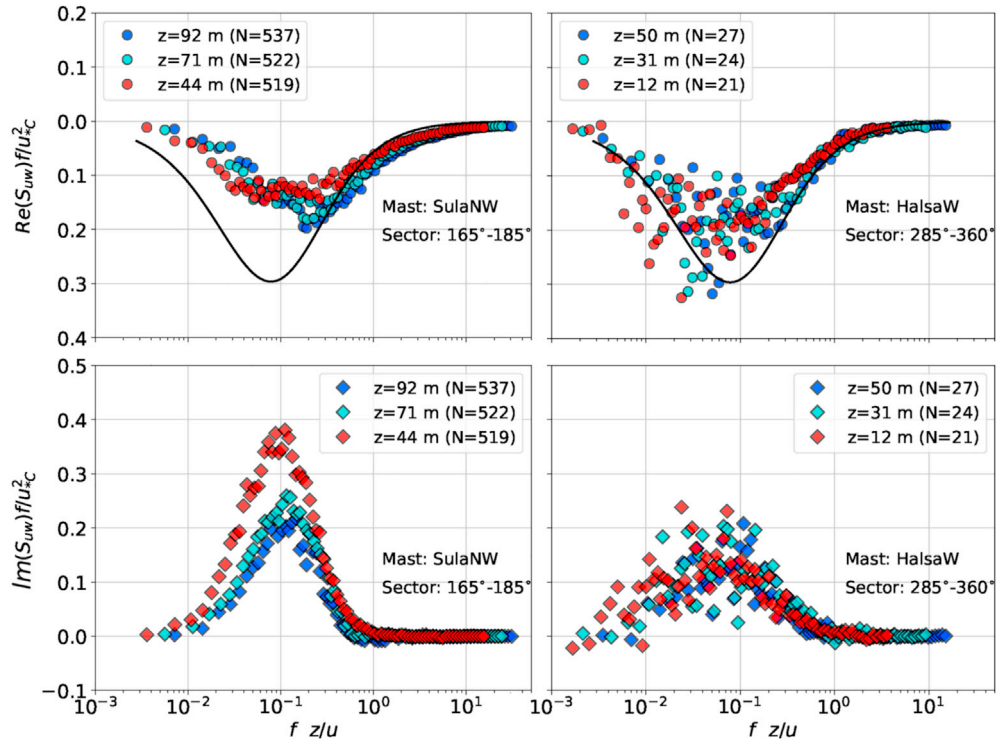 0.2
0.1
0.0
0.1
0.2
0.3
0.4
Re(S_uw)f/u²_*C
z=92 m (N=537)
z=71 m (N=522)
z=44 m (N=519)
Mast: SulaNW
Sector: 165°-185°
z=50 m (N=27)
z=31 m (N=24)
z=12 m (N=21)
Mast: HalsaW
Sector: 285°-360°
0.5
0.4
0.3
0.2
0.1
0.0
−0.1
Im(S_uw)f/u²_*C
z=92 m (N=537)
z=71 m (N=522)
z=44 m (N=519)
Mast: SulaNW
Sector: 165°-185°
z=50 m (N=27)
z=31 m (N=24)
z=12 m (N=21)
Mast: HalsaW
Sector: 285°-360°
10⁻³ 10⁻² 10⁻¹ 10⁰ 10¹ 10⁻³ 10⁻² 10⁻¹ 10⁰ 10¹
f z/u f z/u